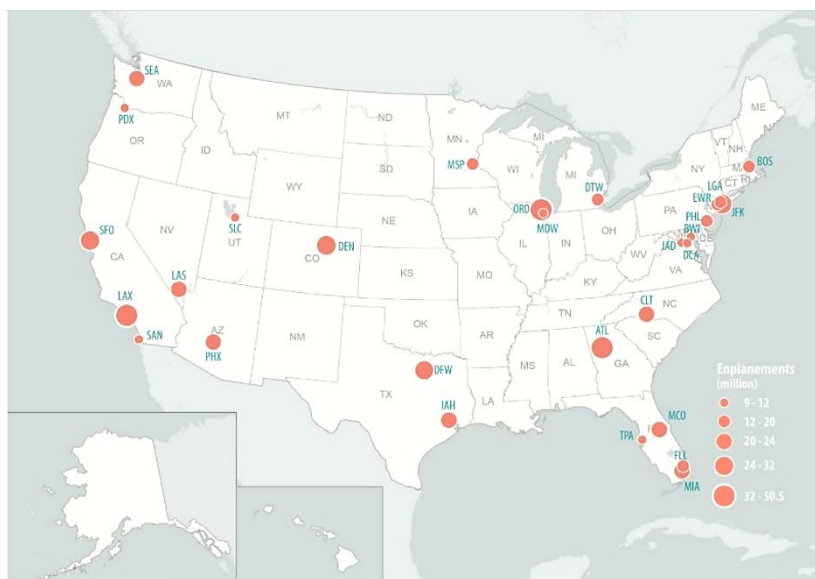 SEA
WA
PDX
OR
MT
ND
ID
SD
WY
MN
MSP
WI
MI
MI
DTW
ME
VT
NH
MA
BOS
NY
CT
RI
LGA
EWR
JFK
PA
PHL
BWI
JAD
DCA
DE
SFO
NV
CA
SLC
UT
DEN
CO
NE
IA
ORD
MDW
IL
IN
OH
WV
VA
KS
MO
KY
LAS
LAX
SAN
AZ
PHX
NM
OK
AR
TN
CLT
NC
SC
ATL
MS
AL
GA
DFW
TX
LA
IAH
MCO
TPA
FLL
MIA
Enplanements
(million)
9 - 12
12 - 20
20 - 24
24 - 32
32 - 50.5